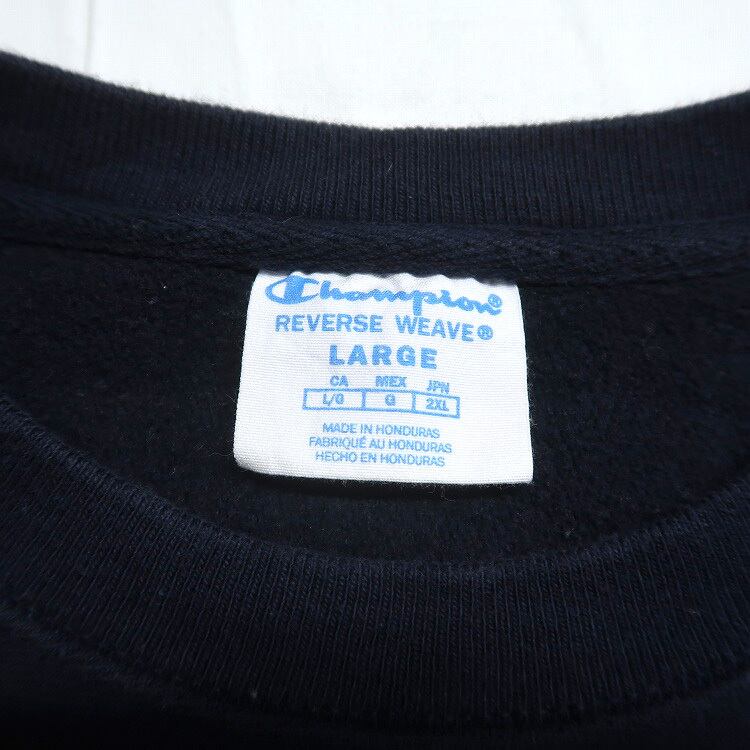 Champion®
REVERSE WEAVE®
LARGE
CA MEX JPN
L/G G 2XL
MADE IN HONDURAS
FABRIQUÉ AU HONDURAS
HECHO EN HONDURAS